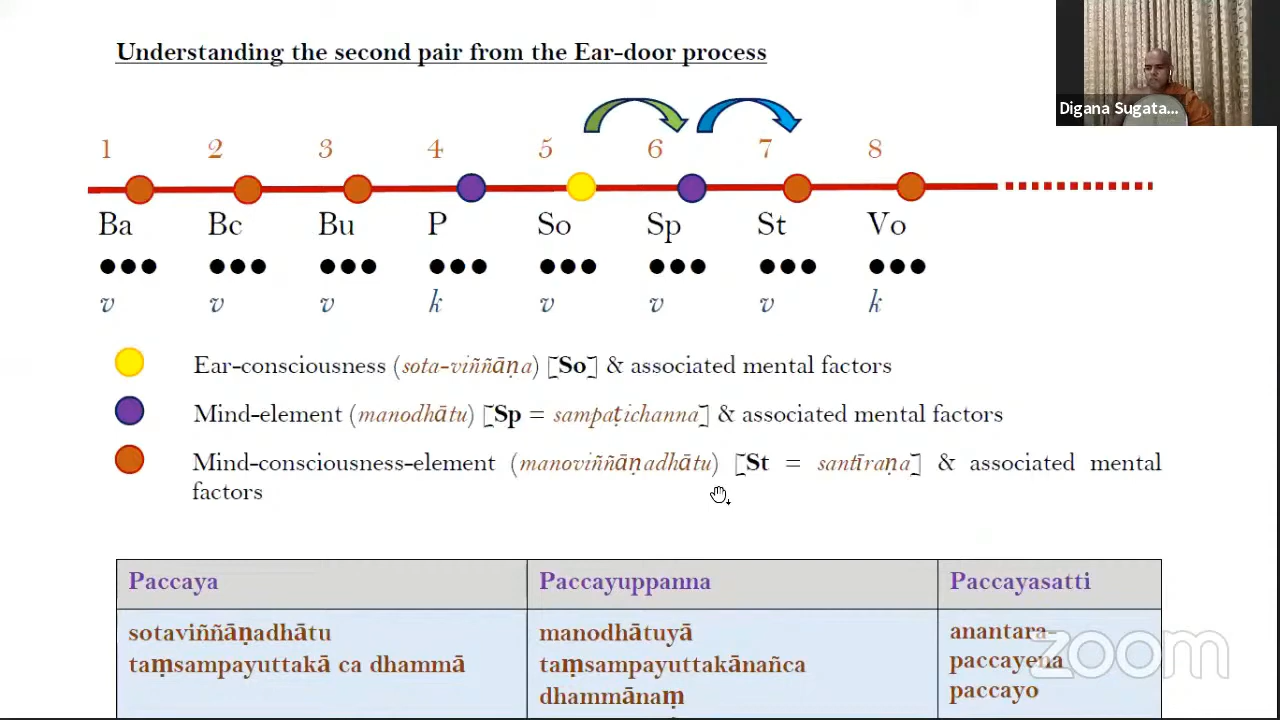 Understanding the second pair from the Ear-door process
Digana Sugata...
1 2 3 4 5 6 7 8
Ba Bc Bu P So Sp St Vo
v v v k v v v k
Ear-consciousness (sota-viññāṇa) [So] & associated mental factors
Mind-element (manodhātu) [Sp = sampaṭichanna] & associated mental factors
Mind-consciousness-element (manoviññāṇadhātu) [St = santīraṇa] & associated mental
factors
Paccaya Paccayuppanna Paccayasatti
sotaviññāṇadhātu
taṃsampayuttakā ca dhammā
manodhātuyā
taṃsampayuttakānañca
dhammānaṃ
anantara-
paccayena
paccayo
zoom